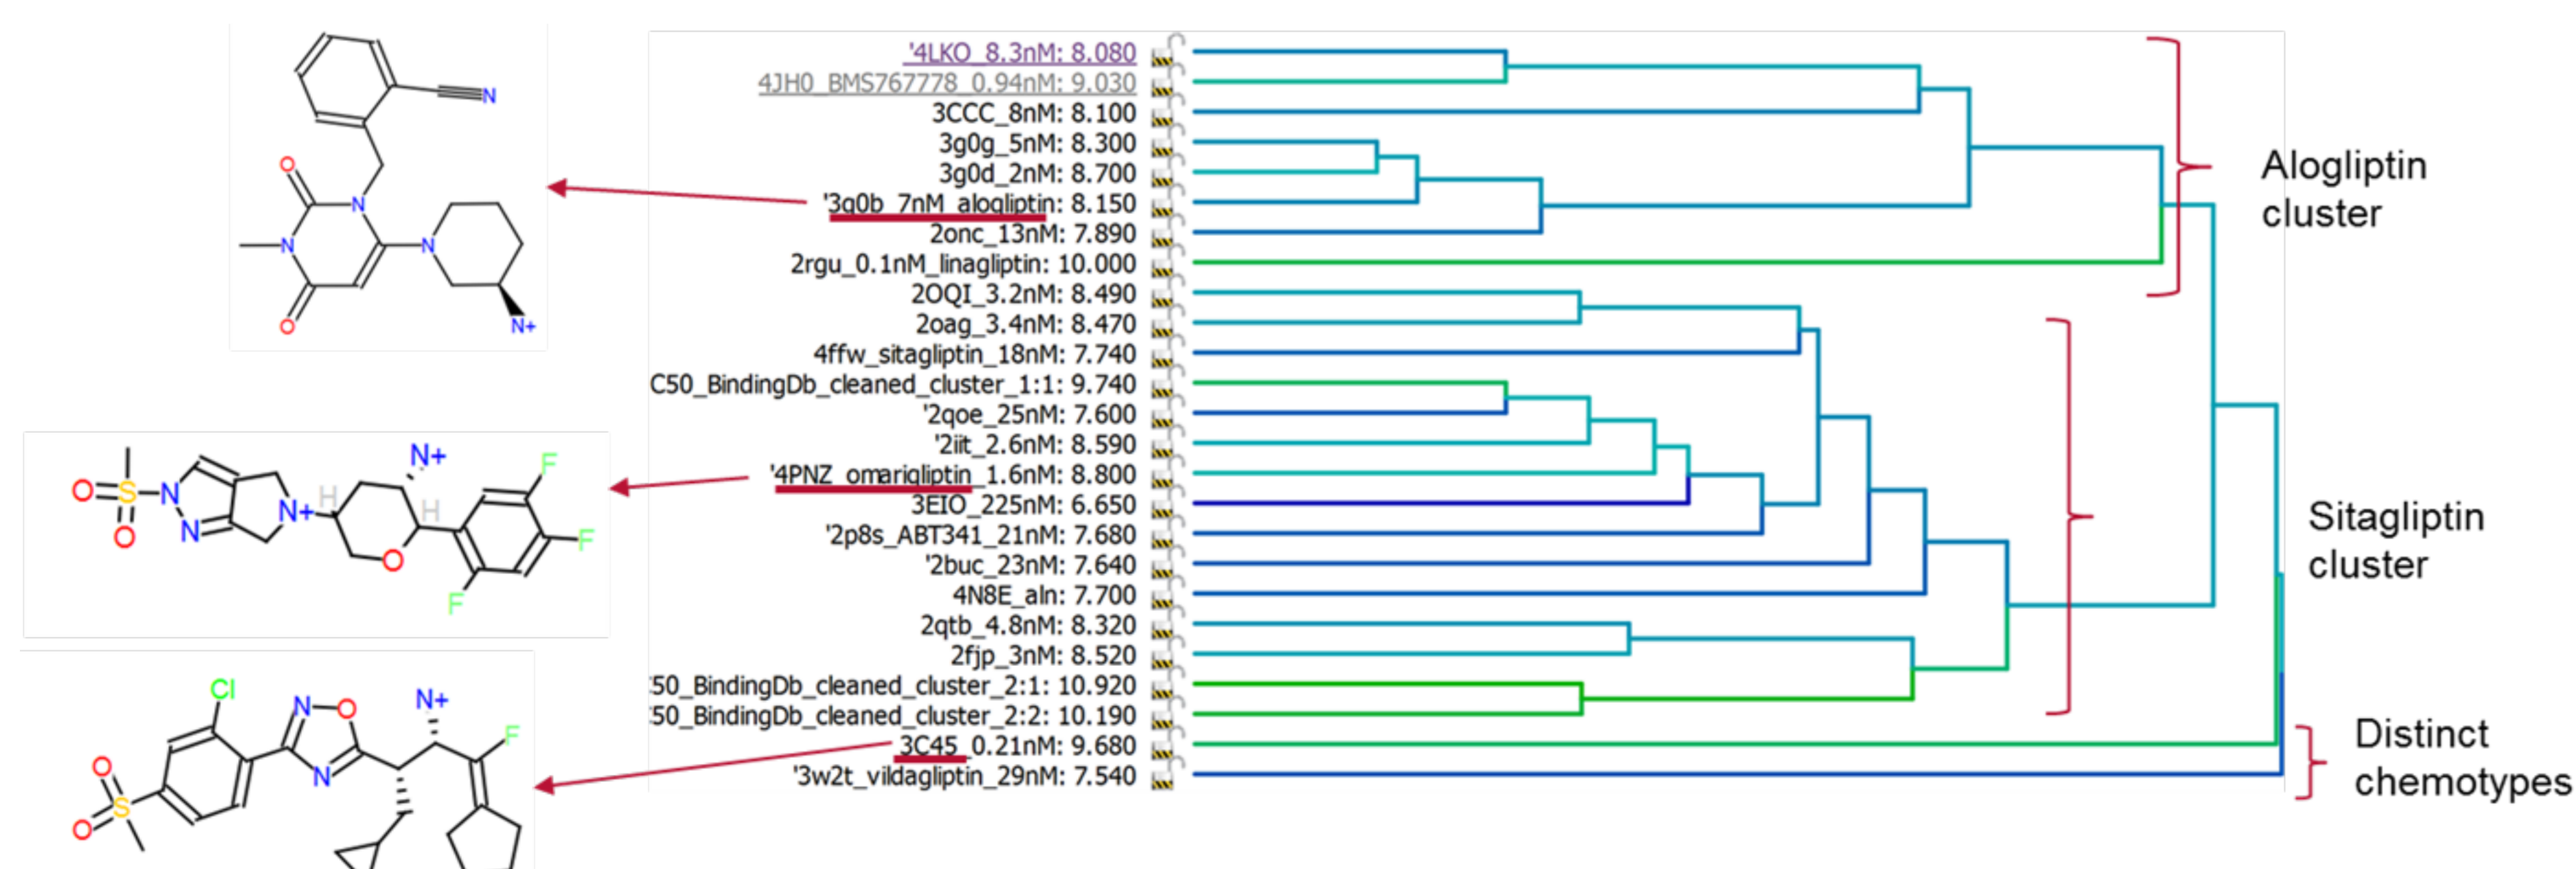 '4LKO_8.3nM: 8.080
4JH0_BMS767778_0.94nM: 9.030
3CCC_8nM: 8.100
3g0g_5nM: 8.300
3g0d_2nM: 8.700
'3g0b_7nM_alogliptin: 8.150
2onc_13nM: 7.890
2rgu_0.1nM_linagliptin: 10.000
2OQI_3.2nM: 8.490
2oag_3.4nM: 8.470
4ffw_sitagliptin_18nM: 7.740
C50_BindingDb_cleaned_cluster_1:1: 9.740
'2qoe_25nM: 7.600
'2iit_2.6nM: 8.590
'4PNZ_omarigliptin_1.6nM: 8.800
3EIO_225nM: 6.650
'2p8s_ABT341_21nM: 7.680
'2buc_23nM: 7.640
4N8E_aln: 7.700
2qtb_4.8nM: 8.320
2fjp_3nM: 8.520
50_BindingDb_cleaned_cluster_2:1: 10.920
50_BindingDb_cleaned_cluster_2:2: 10.190
3C45_0.21nM: 9.680
'3w2t_vildagliptin_29nM: 7.540
Alogliptin
cluster
Sitagliptin
cluster
Distinct
chemotypes
N
O
N
N
N
O
N+
N+
F
O
S
N
H
N+
H
N
O
O
F
F
Cl
N
O
N+
F
O
N
S
O